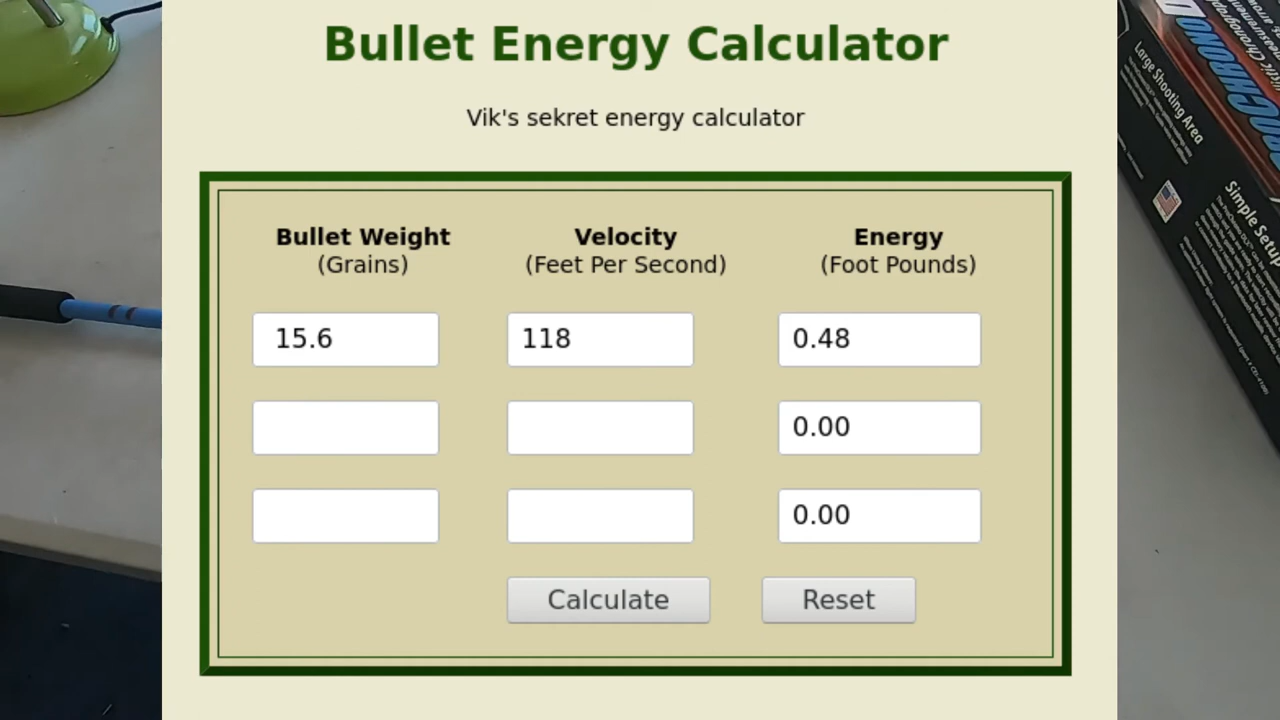 Bullet Energy Calculator
Vik's sekret energy calculator
Bullet Weight
(Grains)
Velocity
(Feet Per Second)
Energy
(Foot Pounds)
15.6
118
0.48
0.00
0.00
Calculate
Reset
Large Shooting Area
Simple Setup